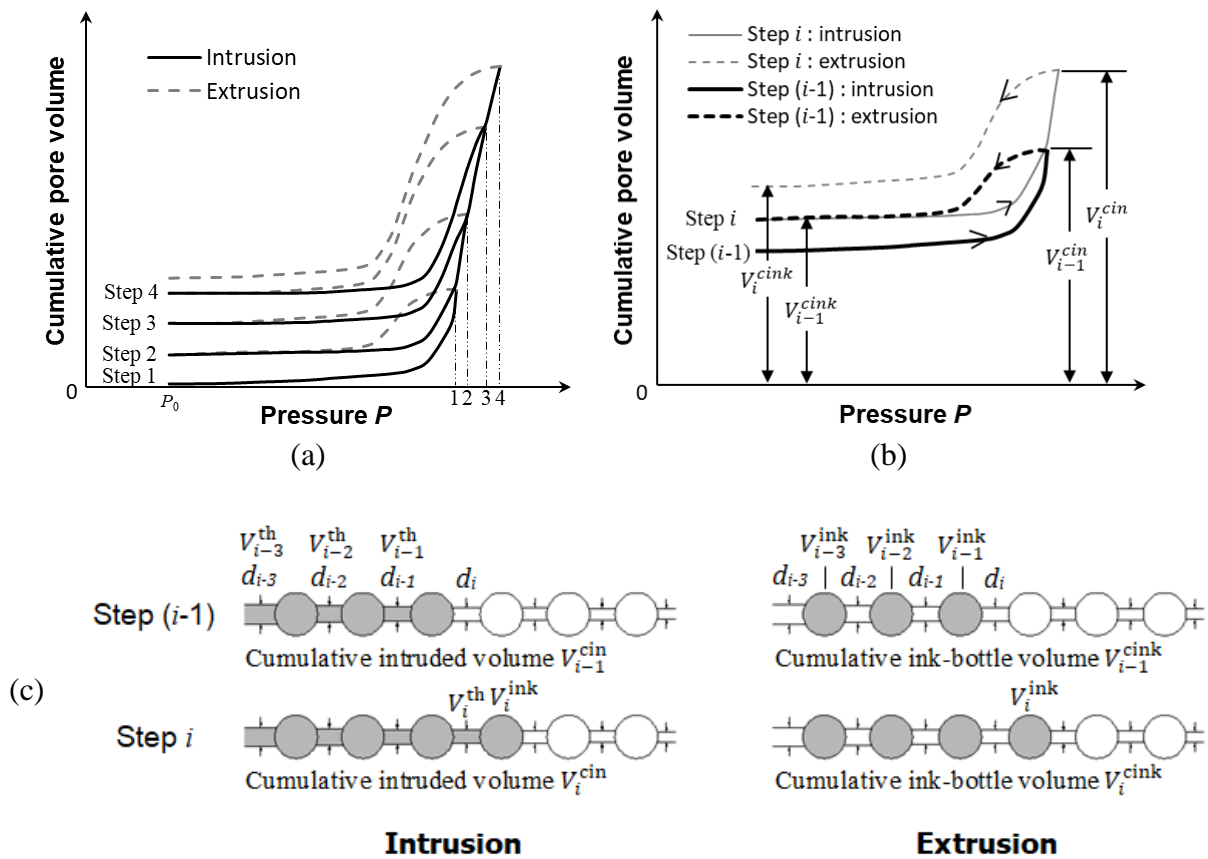 Cumulative pore volume
Intrusion
Extrusion
Step 4
Step 3
Step 2
Step 1
0
P₀
1 2 3 4
Pressure P
(a)
Cumulative pore volume
Step i : intrusion
Step i : extrusion
Step (i-1) : intrusion
Step (i-1) : extrusion
Step i
Step (i-1)
V_i^cink
V_{i-1}^cink
V_{i-1}^cin
V_i^cin
0
Pressure P
(b)
(c)
V_{i-3}^th V_{i-2}^th V_{i-1}^th
d_{i-3} d_{i-2} d_{i-1} d_i
Step (i-1)
Cumulative intruded volume V_{i-1}^cin
V_{i-3}^ink V_{i-2}^ink V_{i-1}^ink
d_{i-3} d_{i-2} d_{i-1} d_i
Cumulative ink-bottle volume V_{i-1}^cink
V_i^th V_i^ink
Step i
Cumulative intruded volume V_i^cin
V_i^ink
Cumulative ink-bottle volume V_i^cink
Intrusion
Extrusion